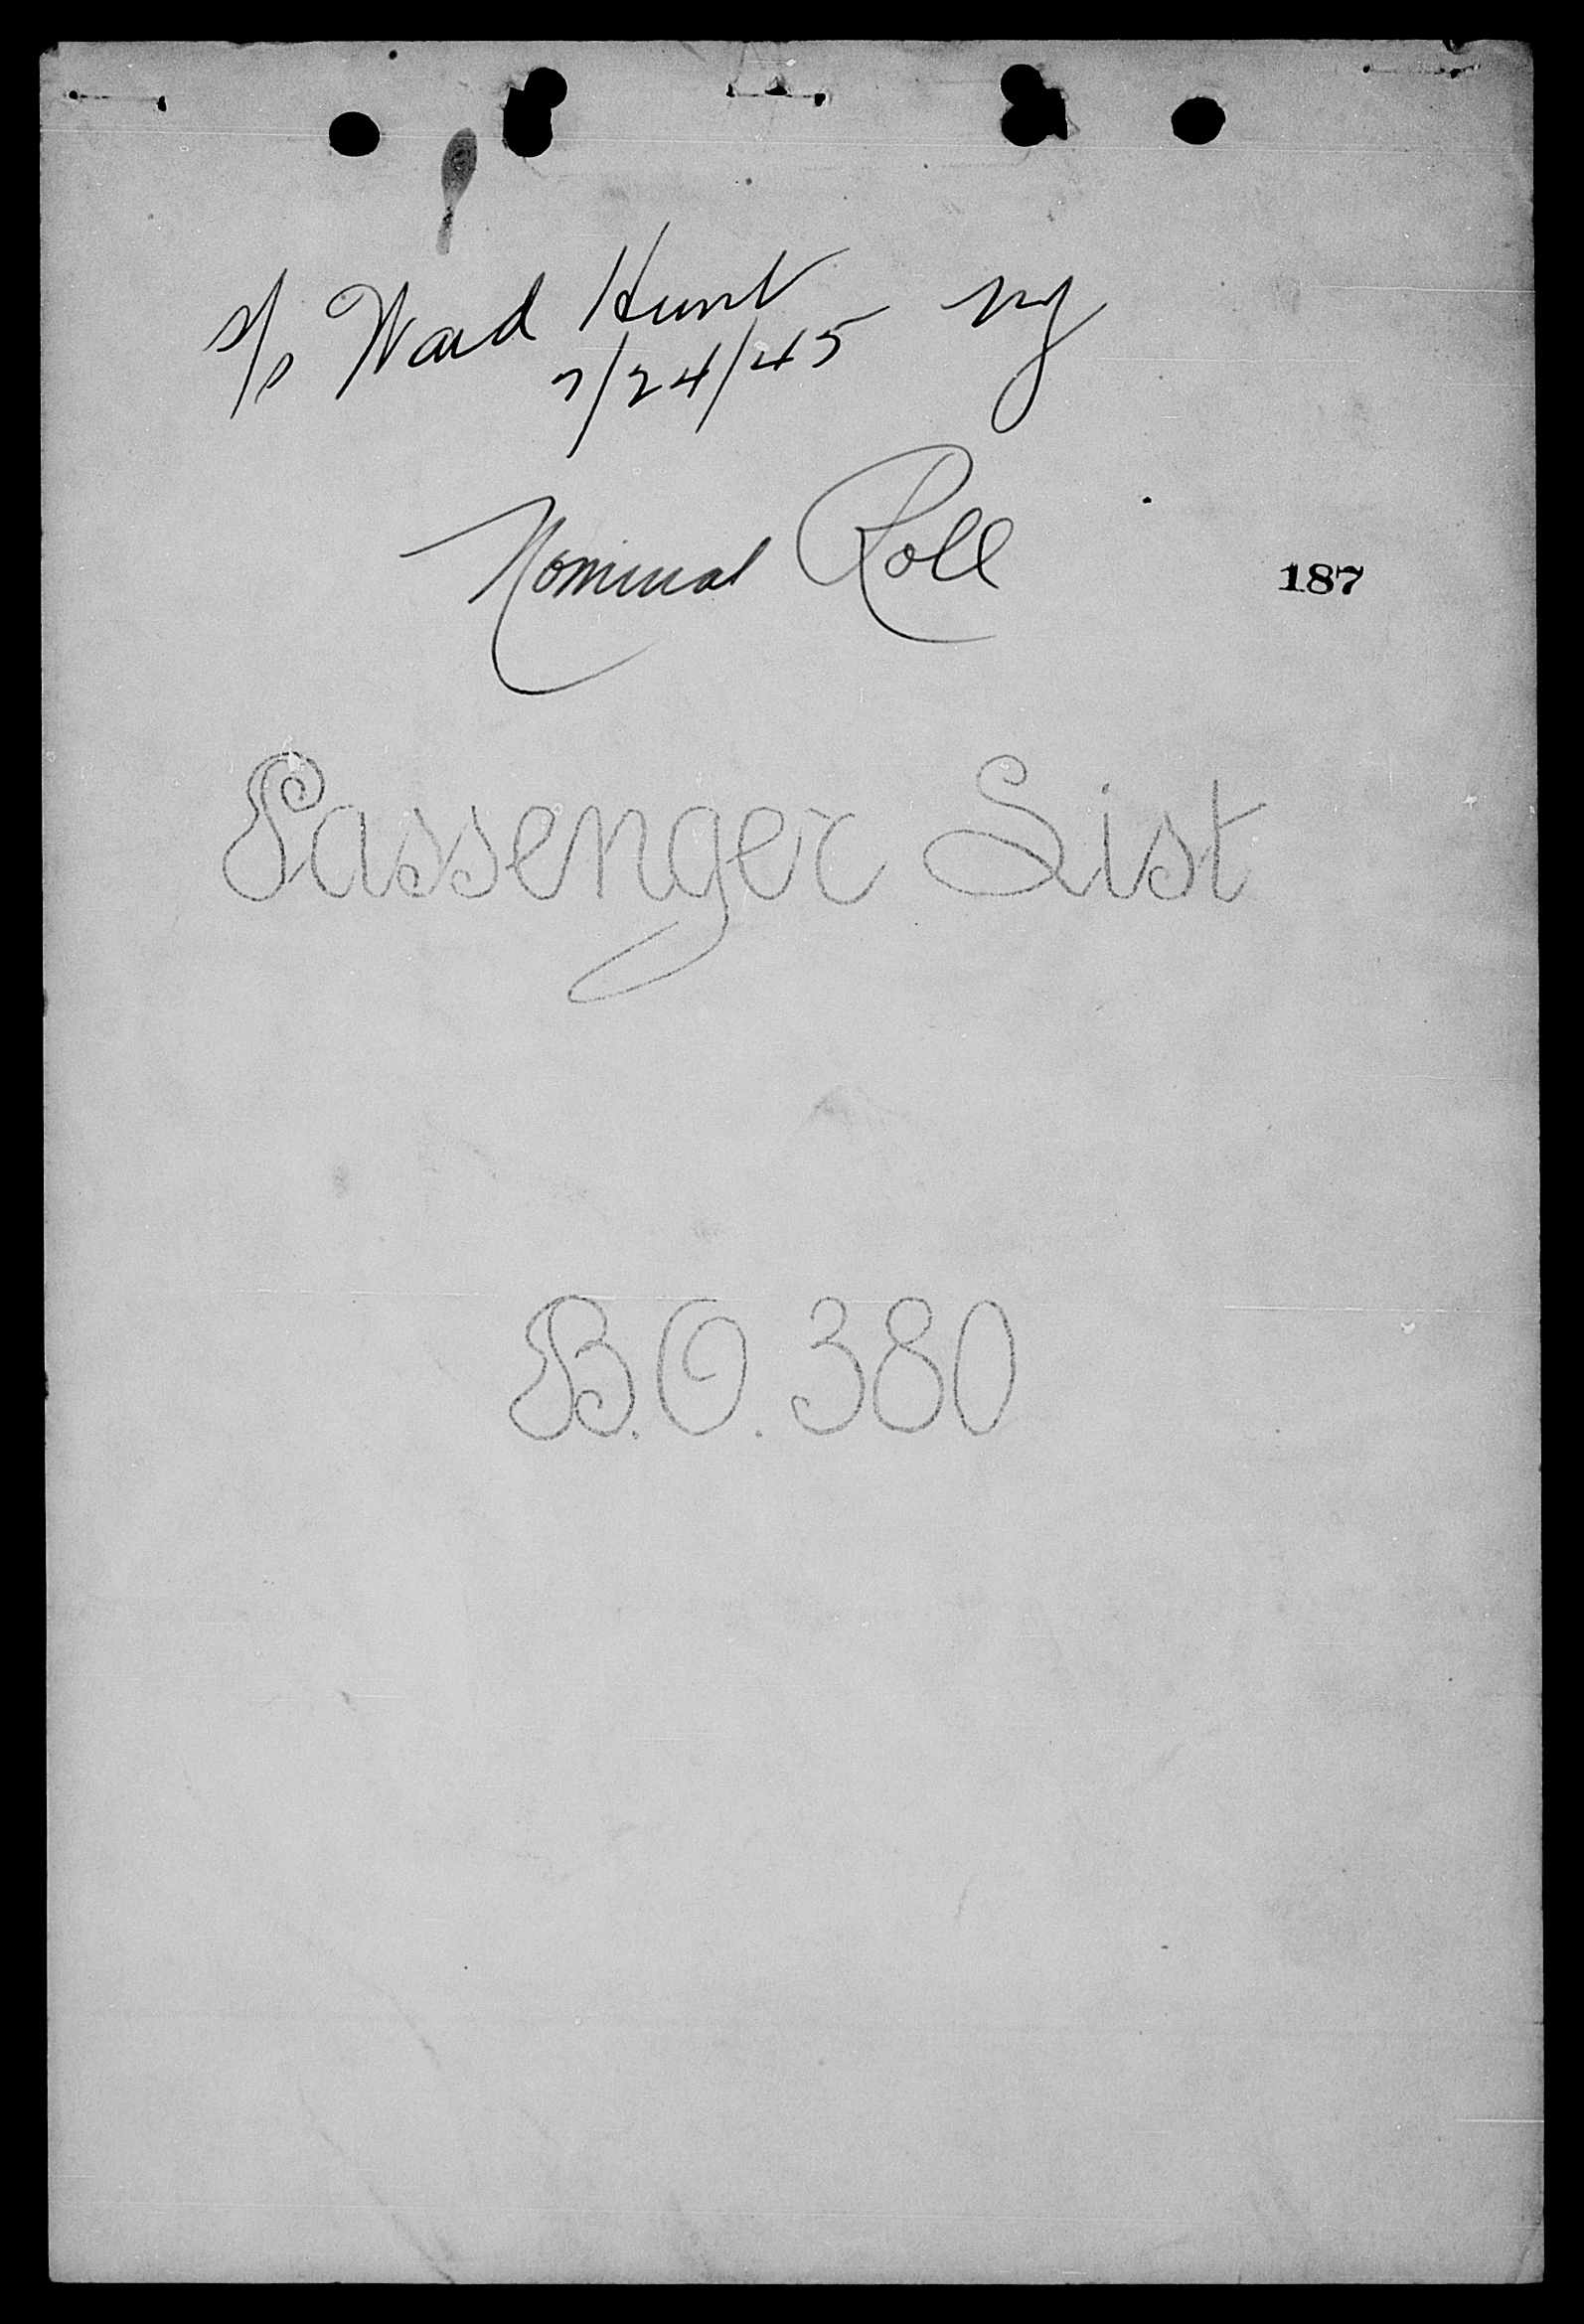 S/S Ward Hunt NY
7/24/45
Nominal Roll
187
Passenger List
B.O. 380